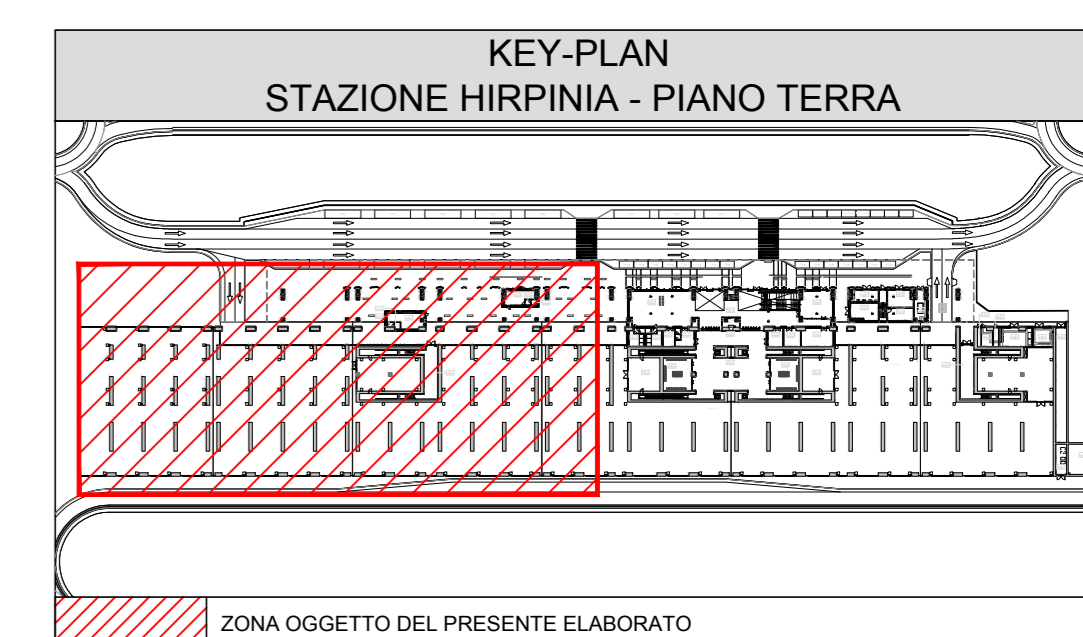 KEY-PLAN
STAZIONE HIRPINIA - PIANO TERRA
ZONA OGGETTO DEL PRESENTE ELABORATO